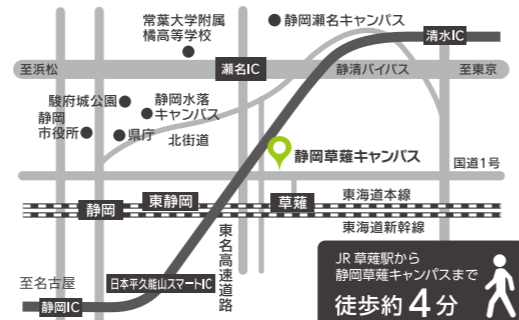 常葉大学附属
橘高等学校
静岡瀬名キャンパス
清水IC
至浜松
瀬名IC
静清バイパス
至東京
駿府城公園
静岡水落
キャンパス
静岡
市役所
県庁
北街道
静岡草薙キャンパス
国道1号
東静岡
草薙
静岡
東海道本線
東海道新幹線
東名高速道路
至名古屋
日本平久能山スマートIC
静岡IC
JR草薙駅から
静岡草薙キャンパスまで
徒歩約4分